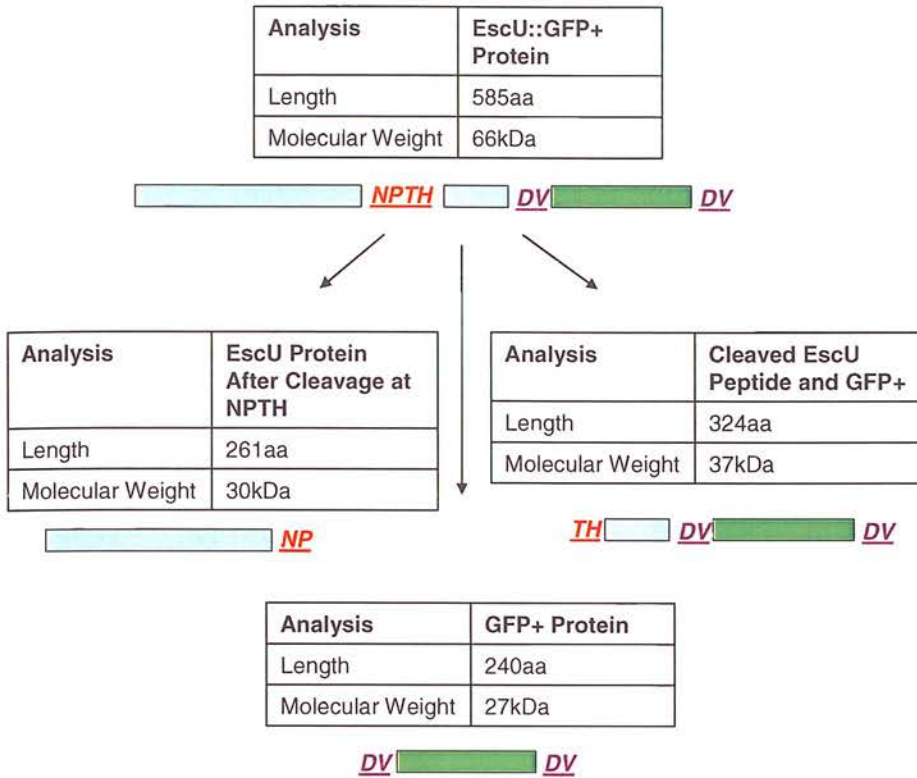 Analysis EscU::GFP+
Protein
Length 585aa
Molecular Weight 66kDa
NPTH DV DV
Analysis EscU Protein
After Cleavage at
NPTH
Length 261aa
Molecular Weight 30kDa
NP
Analysis Cleaved EscU
Peptide and GFP+
Length 324aa
Molecular Weight 37kDa
TH DV DV
Analysis GFP+ Protein
Length 240aa
Molecular Weight 27kDa
DV DV